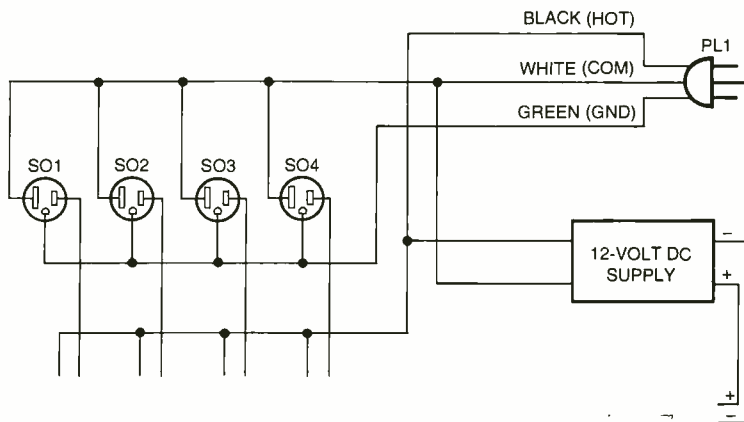 BLACK (HOT)
PL1
WHITE (COM)
GREEN (GND)
SO1
SO2
SO3
SO4
12-VOLT DC
SUPPLY
−
+
+
−